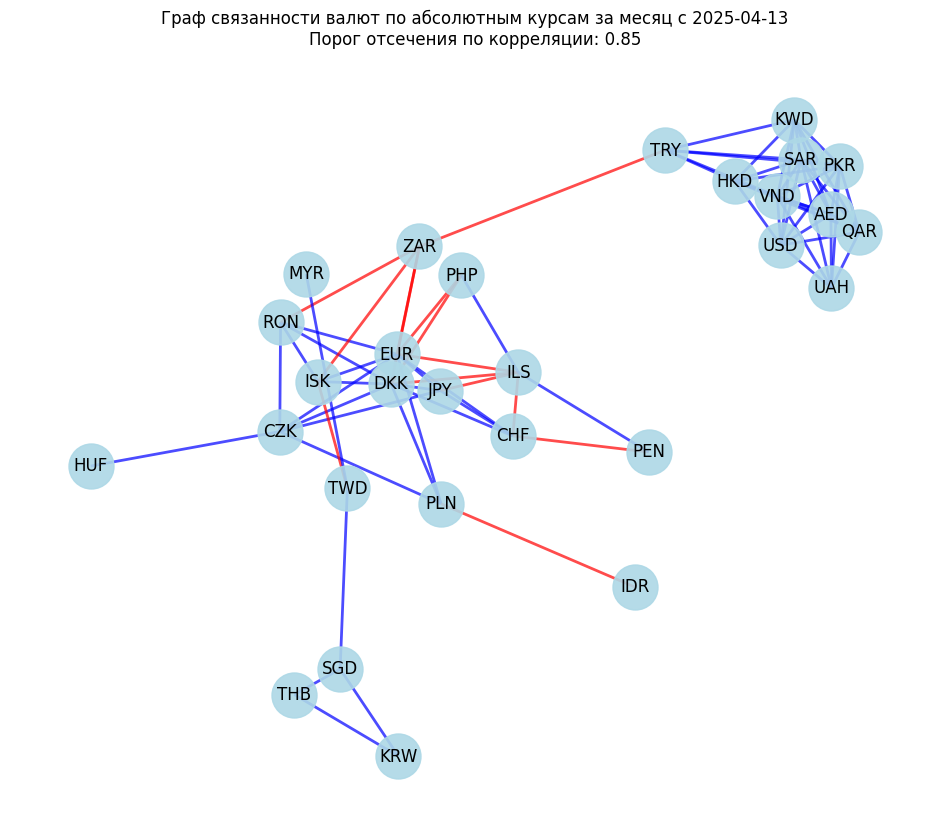 Граф связанности валют по абсолютным курсам за месяц с 2025-04-13
Порог отсечения по корреляции: 0.85
KWD
TRY
SAR
PKR
HKD
VND
AED
QAR
USD
ZAR
MYR
PHP
UAH
RON
EUR
ILS
ISK
DKK
JPY
CZK
CHF
PEN
HUF
TWD
PLN
IDR
SGD
THB
KRW